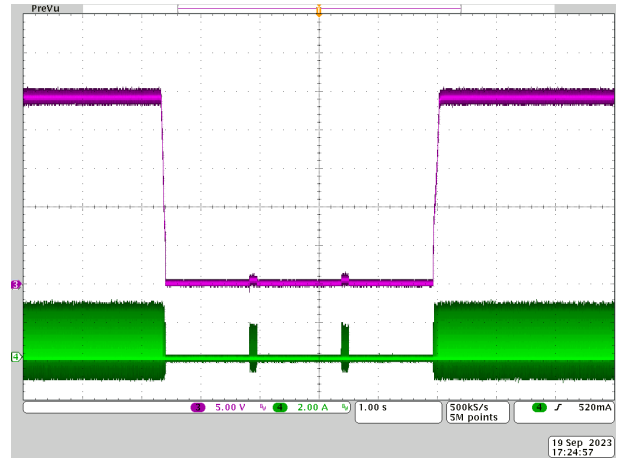 PreVu
3
4
3 5.00 V 4 2.00 A 1.00 s 500kS/s 4 520mA
5M points
19 Sep 2023
17:24:57